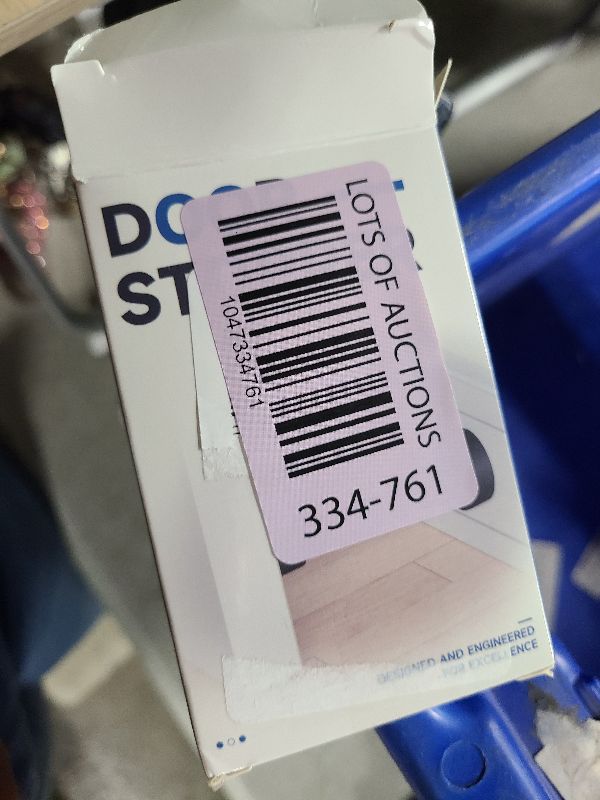 LOTS OF AUCTIONS
1047334761
334-761
DESIGNED AND ENGINEERED
FOR EXCELLENCE